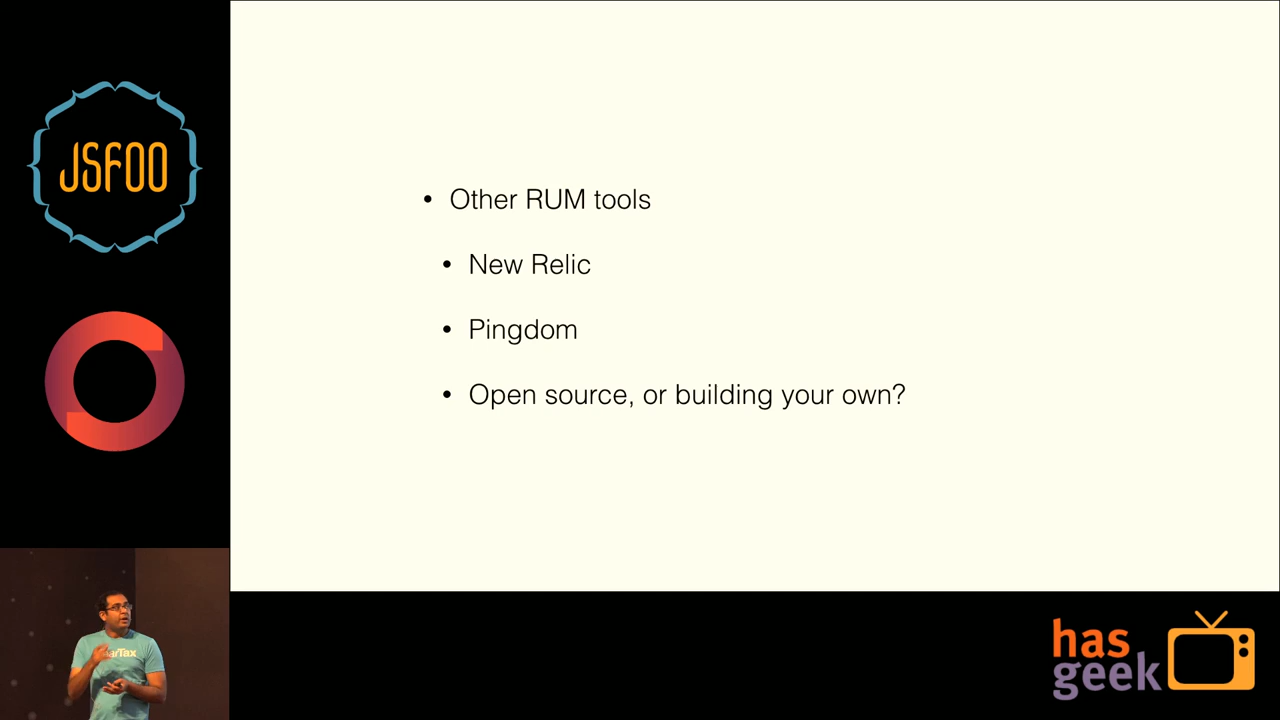 JSFOO
• Other RUM tools
• New Relic
• Pingdom
• Open source, or building your own?
has
geek